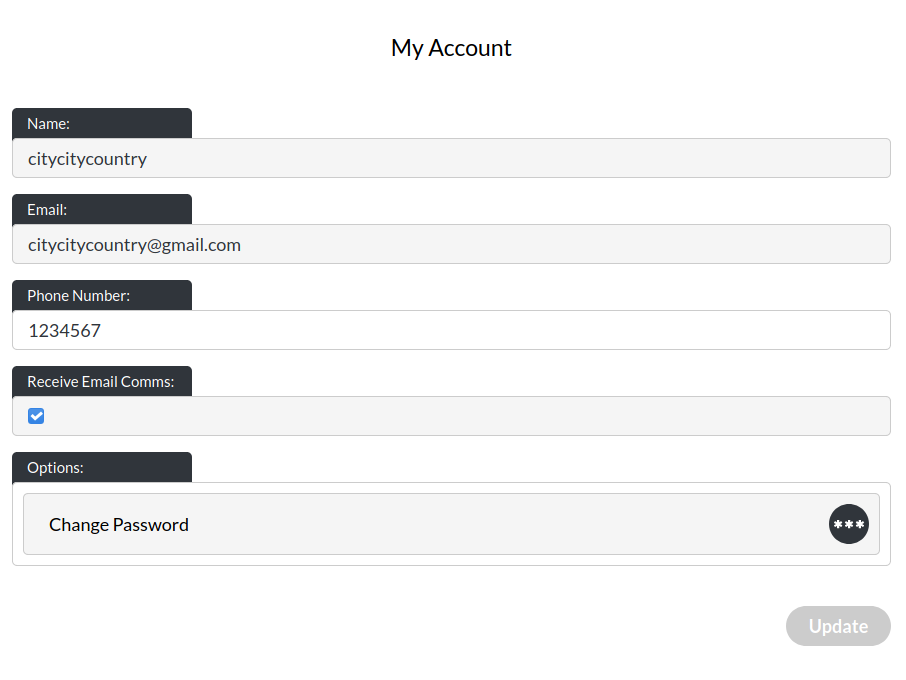 My Account
Name:
citycitycountry
Email:
citycitycountry@gmail.com
Phone Number:
1234567
Receive Email Comms:
Options:
Change Password
***
Update